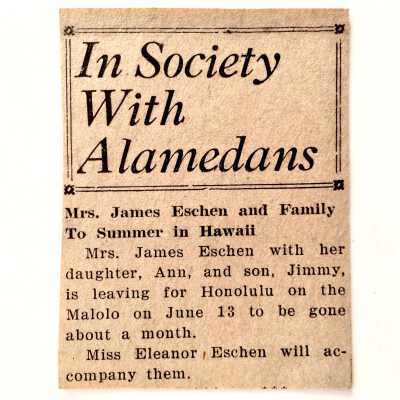 In Society
With
Alamedans
Mrs. James Eschen and Family
To Summer in Hawaii
Mrs. James Eschen with her
daughter, Ann, and son, Jimmy,
is leaving for Honolulu on the
Malolo on June 13 to be gone
about a month.
Miss Eleanor Eschen will ac-
company them.
***